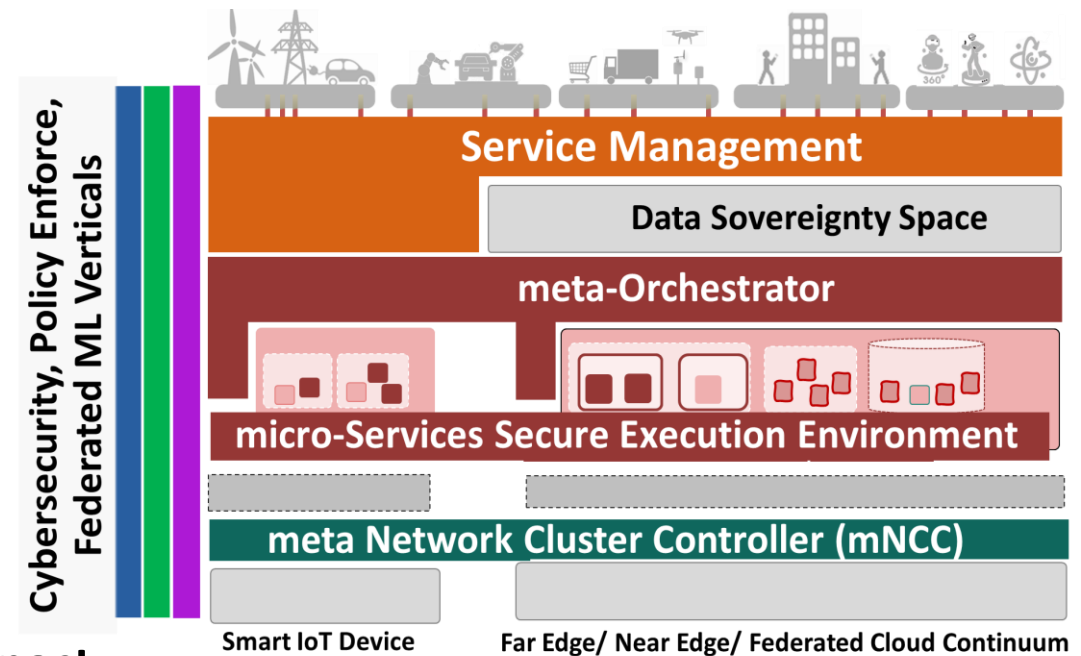 Cybersecurity, Policy Enforce,
Federated ML Verticals
360°
Service Management
Data Sovereignty Space
meta-Orchestrator
micro-Services Secure Execution Environment
meta Network Cluster Controller (mNCC)
Smart IoT Device
Far Edge/ Near Edge/ Federated Cloud Continuum